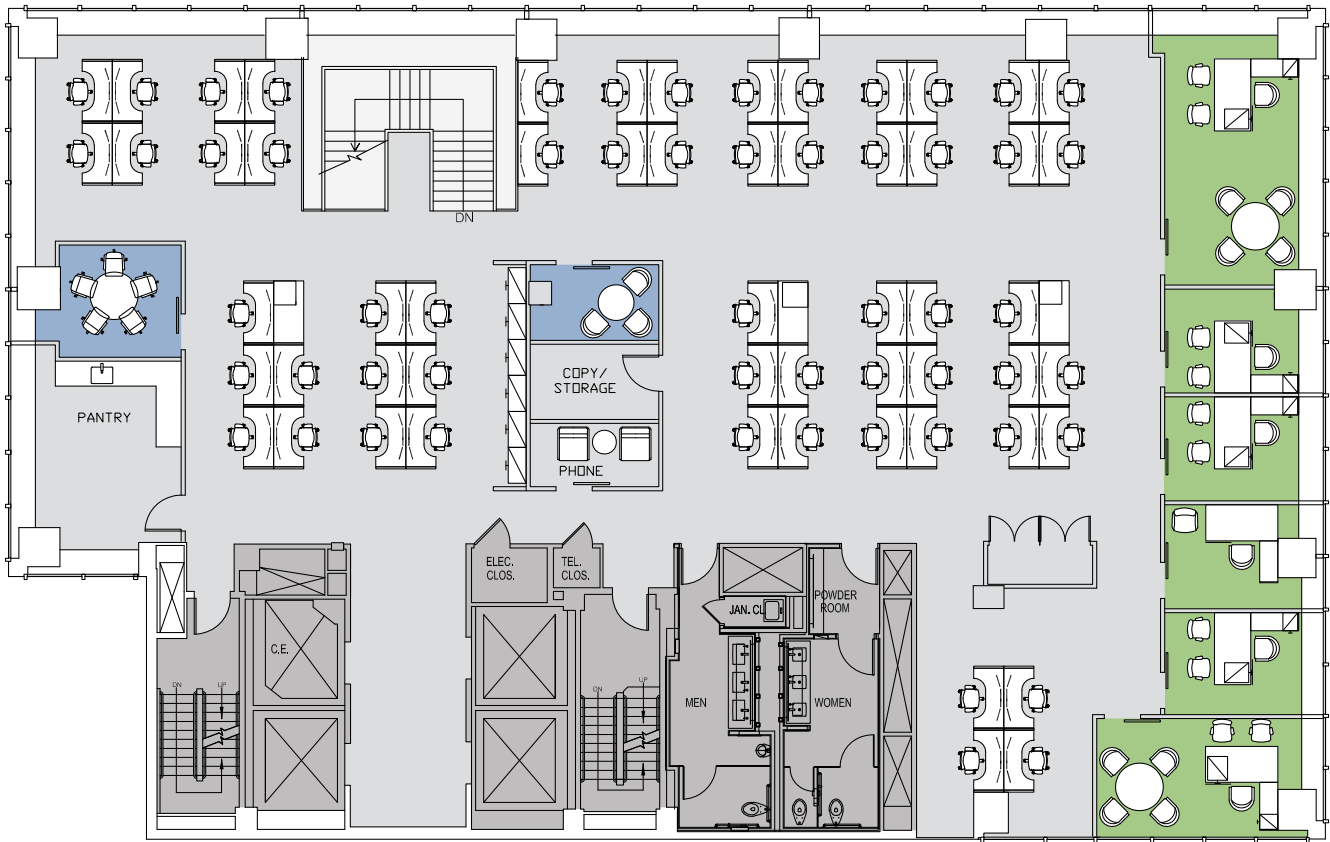 DN
COPY/
STORAGE
PANTRY
PHONE
ELEC.
CLOS.
TEL.
CLOS.
JAN. CL
POWDER
ROOM
C.E.
DN
UP
DN
UP
MEN
WOMEN